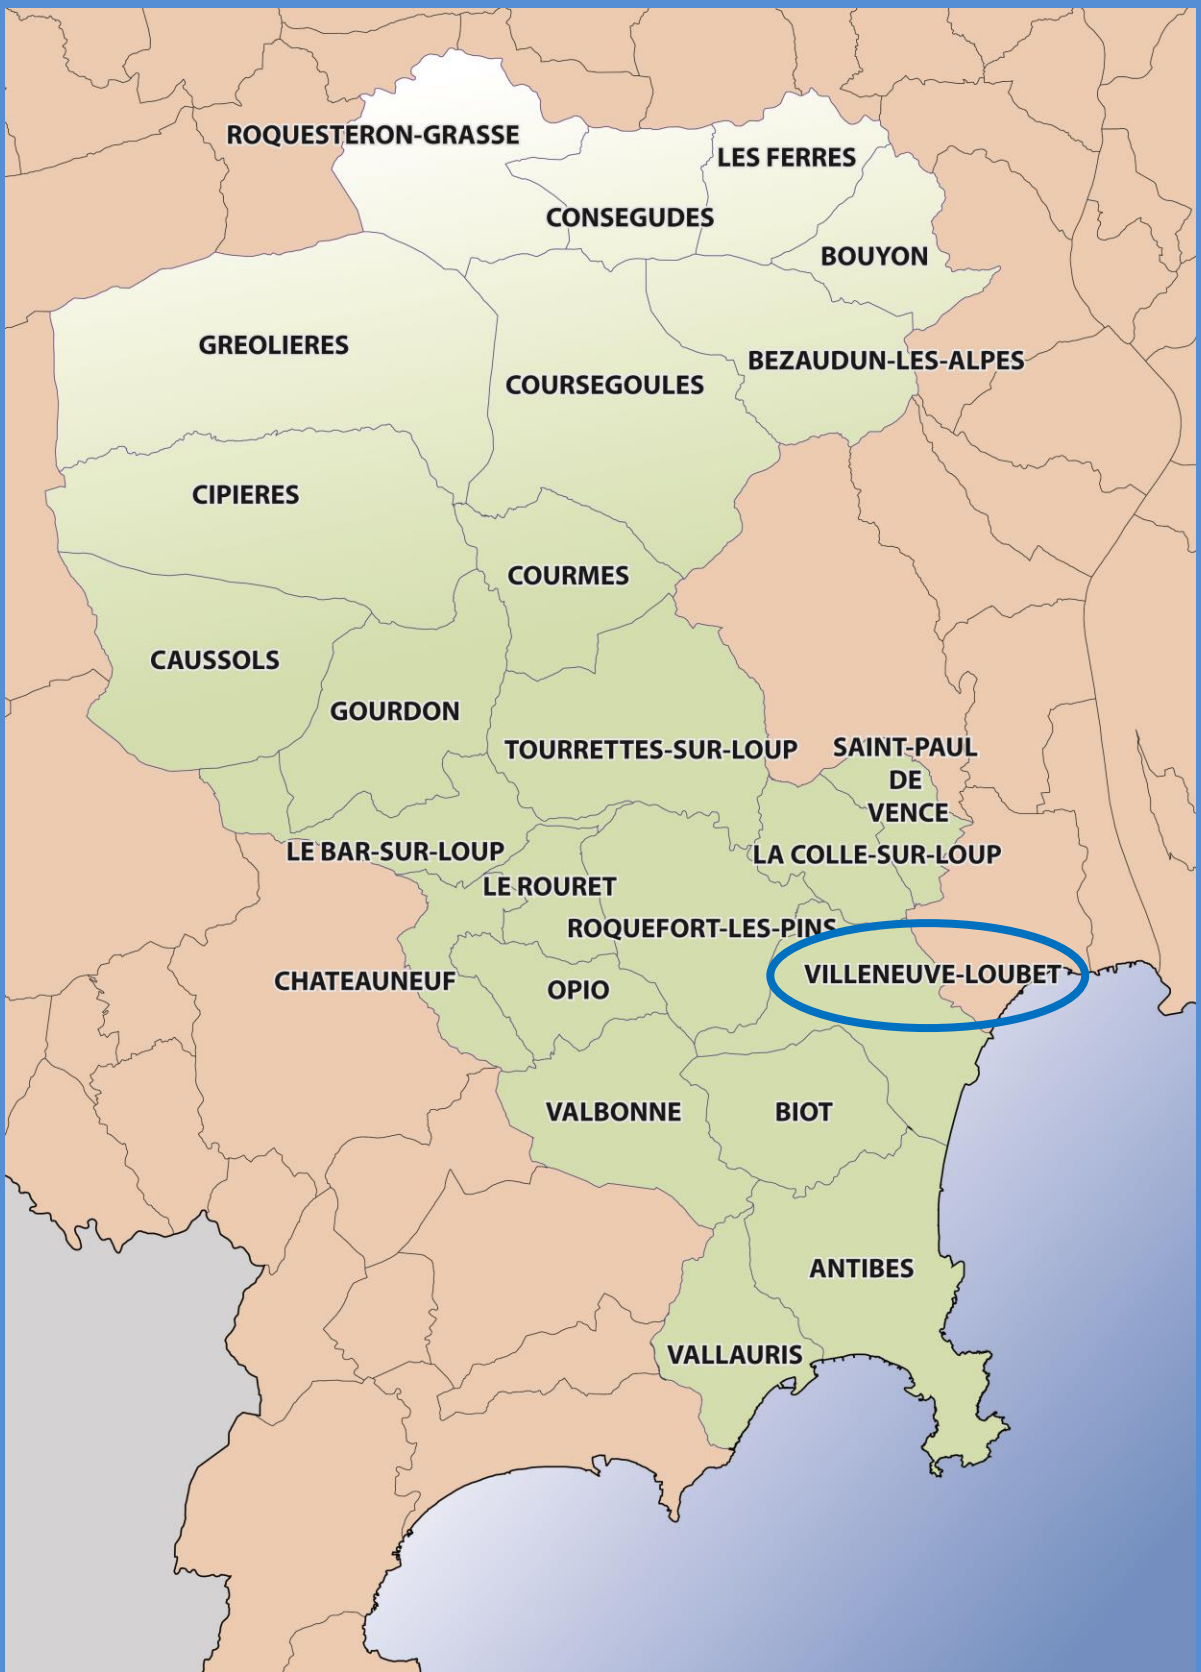 ROQUESTERON-GRASSE
LES FERRES
CONSEGUDES
BOUYON
GREOLIERES
BEZAUDUN-LES-ALPES
COURSEGOULES
CIPIERES
COURMES
CAUSSOLS
GOURDON
TOURRETTES-SUR-LOUP
SAINT-PAUL
DE
VENCE
LE BAR-SUR-LOUP
LA COLLE-SUR-LOUP
LE ROURET
ROQUEFORT-LES-PINS
CHATEAUNEUF
OPIO
VILLENEUVE-LOUBET
VALBONNE
BIOT
ANTIBES
VALLAURIS